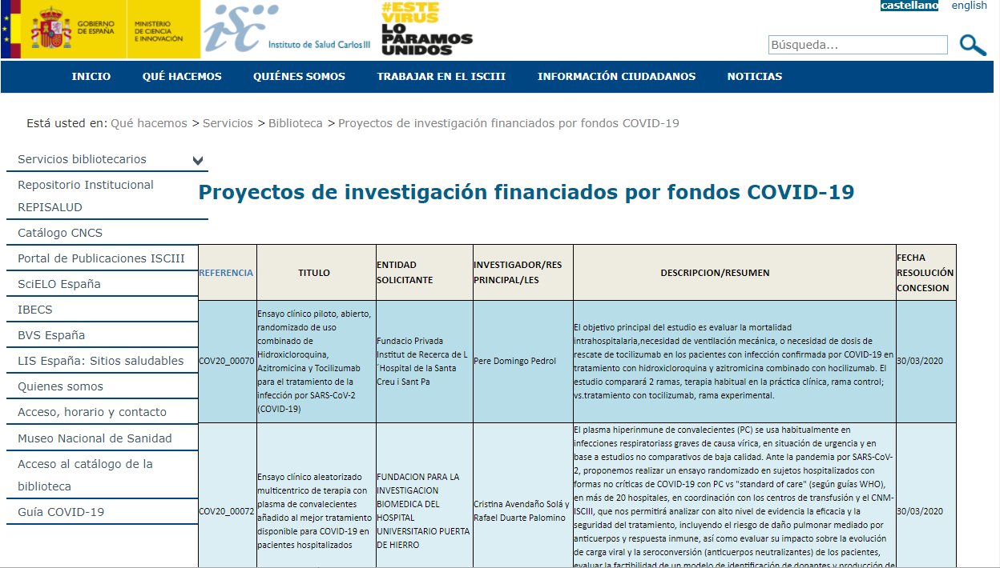 castellano english
GOBIERNO
DE ESPAÑA
MINISTERIO
DE CIENCIA
E INNOVACIÓN
isc
Instituto de Salud Carlos III
#ESTE
VIRUS
LO
PARAMOS
UNIDOS
Búsqueda...
INICIO QUÉ HACEMOS QUIÉNES SOMOS TRABAJAR EN EL ISCIII INFORMACIÓN CIUDADANOS NOTICIAS
Está usted en: Qué hacemos > Servicios > Biblioteca > Proyectos de investigación financiados por fondos COVID-19
Servicios bibliotecarios
Repositorio Institucional
REPISALUD
Catálogo CNCS
Portal de Publicaciones ISCIII
SciELO España
IBECS
BVS España
LIS España: Sitios saludables
Quienes somos
Acceso, horario y contacto
Museo Nacional de Sanidad
Acceso al catálogo de la
biblioteca
Guía COVID-19
Proyectos de investigación financiados por fondos COVID-19
REFERENCIA
TITULO
ENTIDAD
SOLICITANTE
INVESTIGADOR/RES
PRINCIPAL/LES
DESCRIPCION/RESUMEN
FECHA
RESOLUCIÓN
CONCESION
COV20_00070
Ensayo clínico piloto, abierto,
randomizado de uso
combinado de
Hidroxicloroquina,
Azitromicina y Tocilizumab
para el tratamiento de la
infección por SARS-CoV-2
(COVID-19)
Fundacio Privada
Institut de Recerca de L
´Hospital de la Santa
Creu i Sant Pa
Pere Domingo Pedrol
El objetivo principal del estudio es evaluar la mortalidad
intrahospitalaria,necesidad de ventilación mecánica, o necesidad de dosis de
rescate de tocilizumab en los pacientes con infección confirmada por COVID-19 en
tratamiento con hidroxicloroquina y azitromicina combinado con hocilizumab. El
estudio comparará 2 ramas, terapia habitual en la práctica clínica, rama control;
vs.tratamiento con tocilizumab, rama experimental.
30/03/2020
COV20_00072
Ensayo clínico aleatorizado
multicentrico de terapia con
plasma de convalecientes
añadido al mejor tratamiento
disponible para COVID-19 en
pacientes hospitalizados
FUNDACION PARA LA
INVESTIGACION
BIOMEDICA DEL
HOSPITAL
UNIVERSITARIO PUERTA
DE HIERRO
Cristina Avendaño Solá y
Rafael Duarte Palomino
El plasma hiperinmune de convalecientes (PC) se usa habitualmente en
infecciones respiratoriass graves de causa vírica, en situación de urgencia y en
base a estudios no comparativos de baja calidad. Ante la pandemia por SARS-CoV-
2, proponemos realizar un ensayo randomizado en sujetos hospitalizados con
formas no críticas de COVID-19 con PC vs "standard of care" (según guías WHO),
en más de 20 hospitales, en coordinación con los centros de transfusión y el CNM-
ISCIII, que nos permitirá analizar con alto nivel de evidencia la eficacia y la
seguridad del tratamiento, incluyendo el riesgo de daño pulmonar mediado por
anticuerpos y respuesta inmune, así como evaluar su impacto sobre la evolución
de carga viral y la seroconversión (anticuerpos neutralizantes) de los pacientes,
evaluar la factibilidad de un modelo de identificación de donantes y producción de
30/03/2020